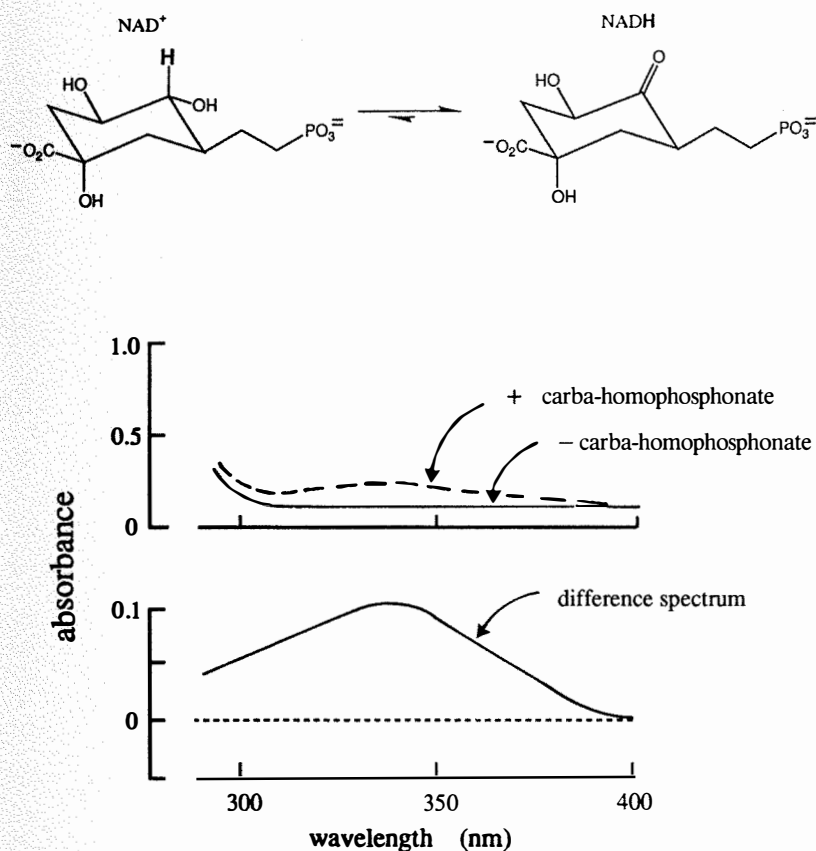 NAD⁺ NADH
H O
HO HO
OH
PO₃⁼ PO₃⁼
⁻O₂C ⁻O₂C
OH OH
1.0
+ carba-homophosphonate
0.5
− carba-homophosphonate
0
absorbance
0.1
difference spectrum
0
300 350 400
wavelength (nm)